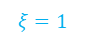 ξ = 1